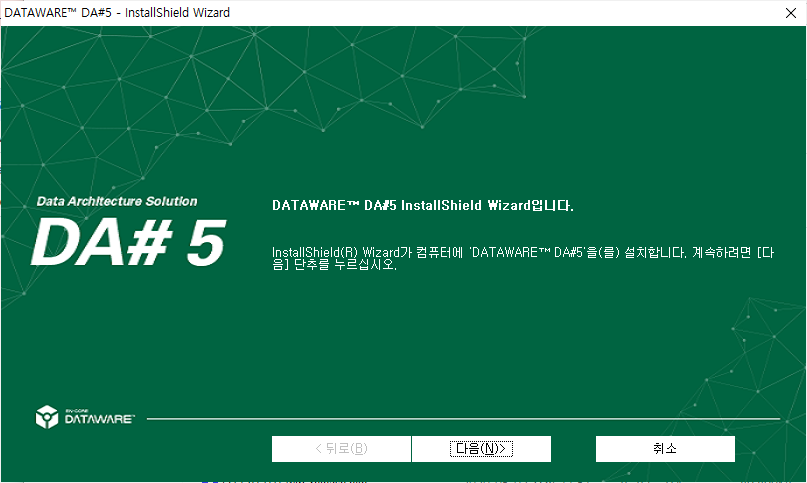 DATAWARE™ DA#5 - InstallShield Wizard
Data Architecture Solution
DA# 5
DATAWARE™ DA#5 InstallShield Wizard입니다.
InstallShield(R) Wizard가 컴퓨터에 'DATAWARE™ DA#5'을(를) 설치합니다. 계속하려면 [다
음] 단추를 누르십시오.
EN-CORE
DATAWARE™
< 뒤로(B)
다음(N)>
취소